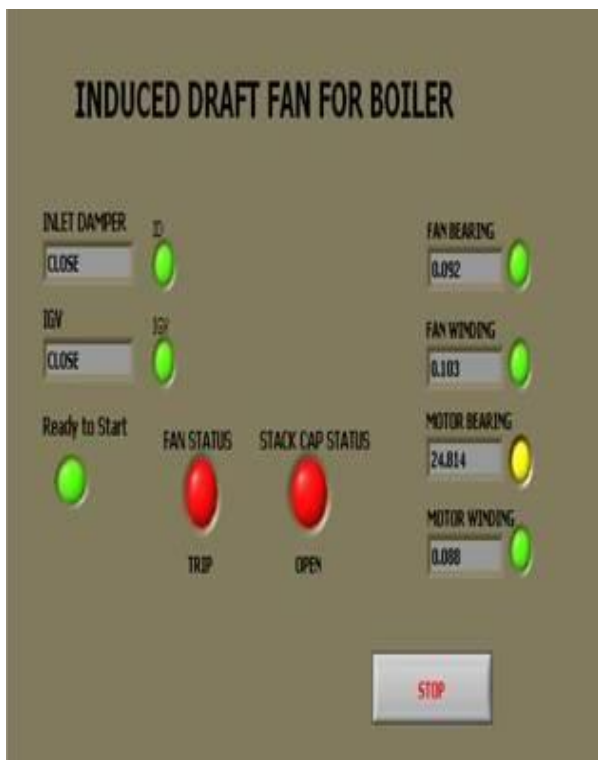 INDUCED DRAFT FAN FOR BOILER
INLET DAMPER
ID
CLOSE
IGV
IGV
CLOSE
Ready to Start
FAN STATUS
TRIP
STACK CAP STATUS
OPEN
FAN BEARING
0.092
FAN WINDING
0.103
MOTOR BEARING
24.814
MOTOR WINDING
0.088
STOP